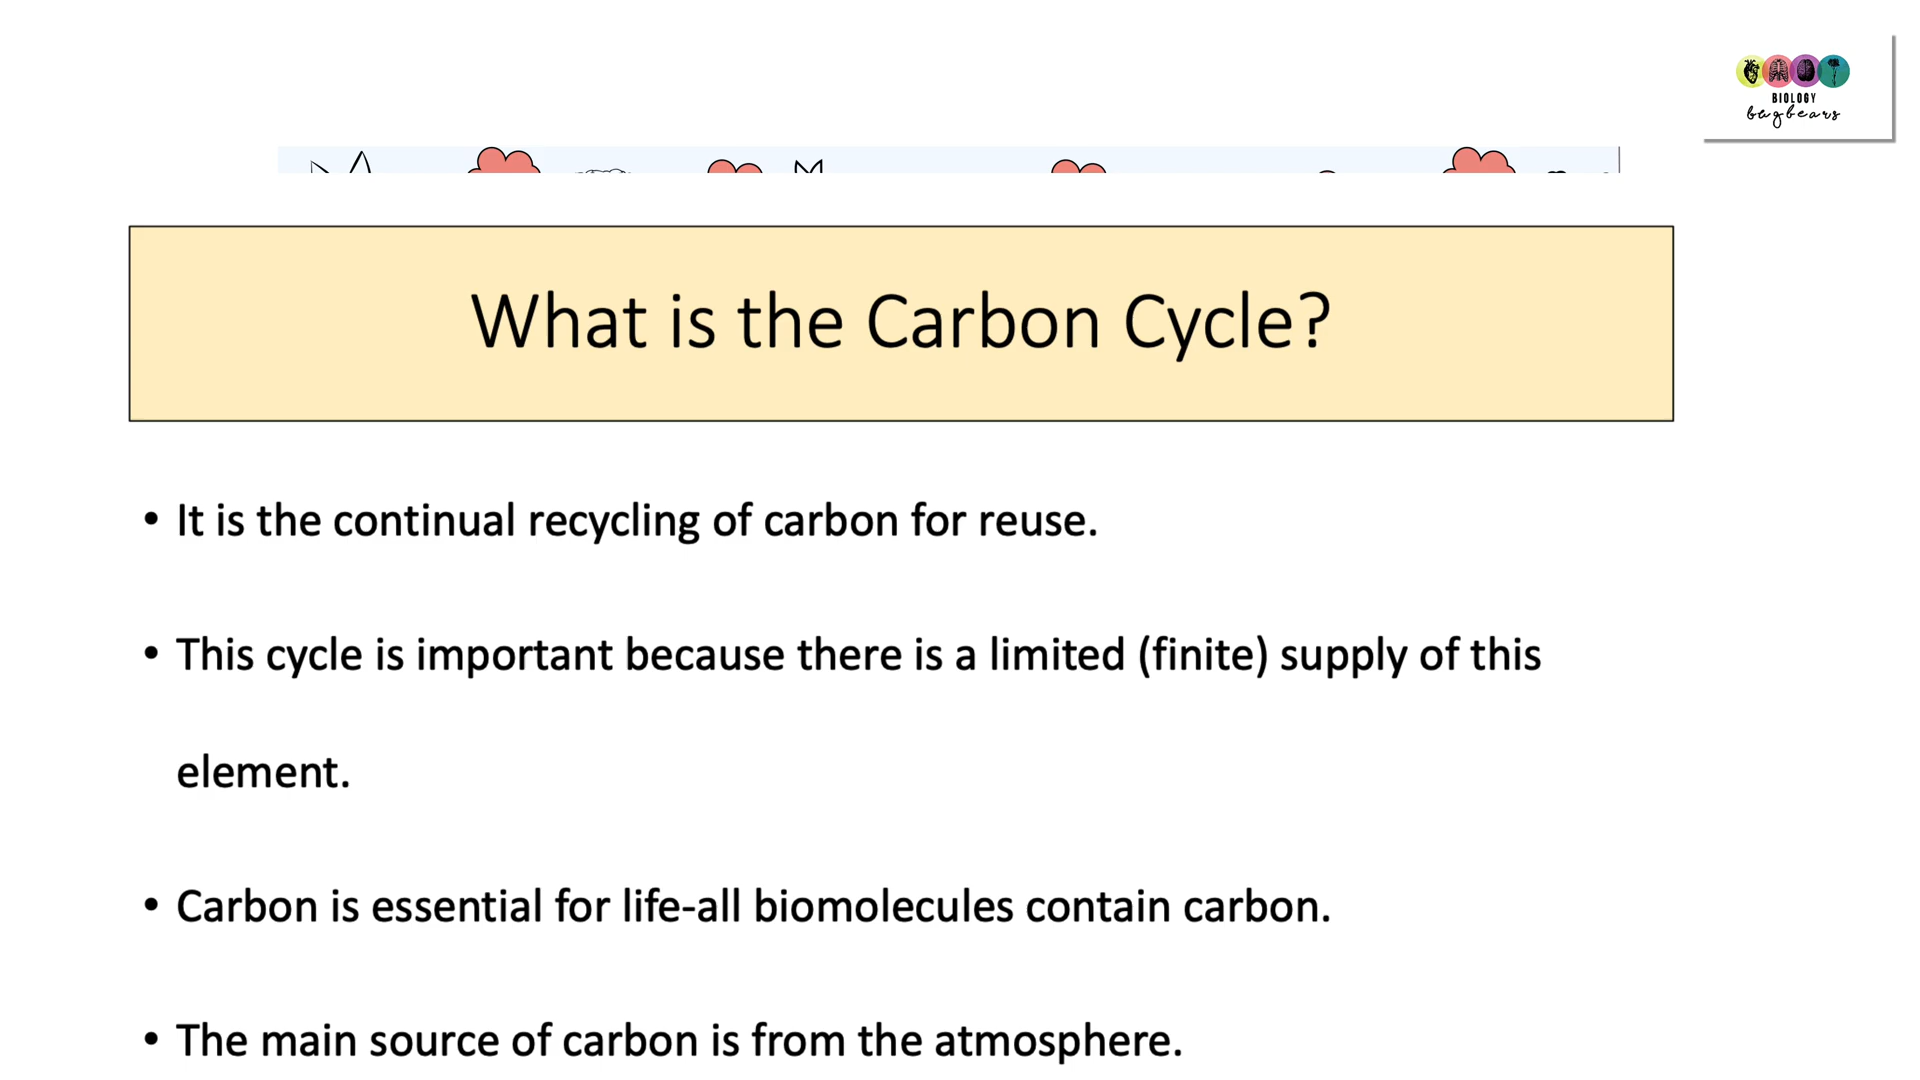 BIOLOGY
bugbears
What is the Carbon Cycle?
• It is the continual recycling of carbon for reuse.
• This cycle is important because there is a limited (finite) supply of this
element.
• Carbon is essential for life-all biomolecules contain carbon.
• The main source of carbon is from the atmosphere.